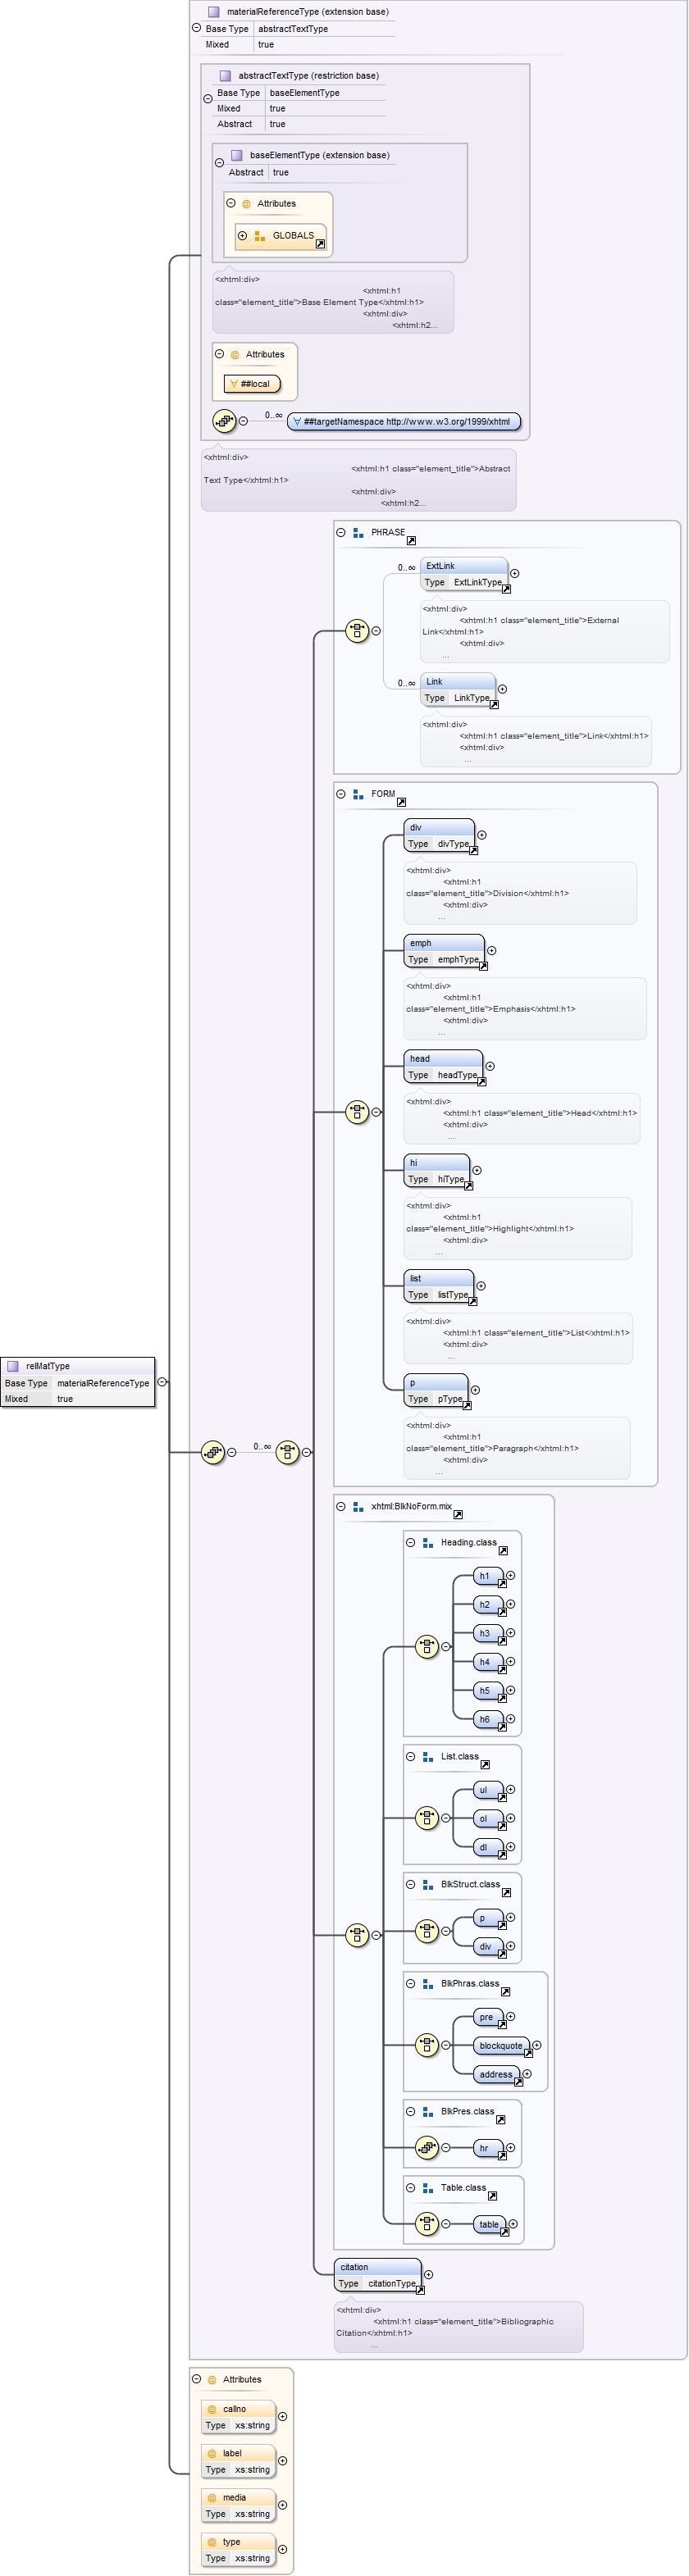 materialReferenceType (extension base)
Base Type abstractTextType
Mixed true
abstractTextType (restriction base)
Base Type baseElementType
Mixed true
Abstract true
baseElementType (extension base)
Abstract true
@ Attributes
GLOBALS
<xhtml:div>
<xhtml:h1
class="element_title">Base Element Type</xhtml:h1>
<xhtml:div>
<xhtml:h2...
@ Attributes
∀ ##local
0..∞
∀ ##targetNamespace http://www.w3.org/1999/xhtml
<xhtml:div>
<xhtml:h1 class="element_title">Abstract
Text Type</xhtml:h1>
<xhtml:div>
<xhtml:h2...
PHRASE
0..∞ ExtLink
Type ExtLinkType
<xhtml:div>
<xhtml:h1 class="element_title">External
Link</xhtml:h1>
<xhtml:div>
...
0..∞ Link
Type LinkType
<xhtml:div>
<xhtml:h1 class="element_title">Link</xhtml:h1>
<xhtml:div>
...
FORM
div
Type divType
<xhtml:div>
<xhtml:h1
class="element_title">Division</xhtml:h1>
<xhtml:div>
...
emph
Type emphType
<xhtml:div>
<xhtml:h1
class="element_title">Emphasis</xhtml:h1>
<xhtml:div>
...
head
Type headType
<xhtml:div>
<xhtml:h1 class="element_title">Head</xhtml:h1>
<xhtml:div>
...
hi
Type hiType
<xhtml:div>
<xhtml:h1
class="element_title">Highlight</xhtml:h1>
<xhtml:div>
...
list
Type listType
<xhtml:div>
<xhtml:h1 class="element_title">List</xhtml:h1>
<xhtml:div>
...
p
Type pType
<xhtml:div>
<xhtml:h1
class="element_title">Paragraph</xhtml:h1>
<xhtml:div>
...
relMatType
Base Type materialReferenceType
Mixed true
0..∞
xhtml:BlkNoForm.mix
Heading.class
h1
h2
h3
h4
h5
h6
List.class
ul
ol
dl
BlkStruct.class
p
div
BlkPhras.class
pre
blockquote
address
BlkPres.class
hr
Table.class
table
citation
Type citationType
<xhtml:div>
<xhtml:h1 class="element_title">Bibliographic
Citation</xhtml:h1>
...
@ Attributes
@ callno
Type xs:string
@ label
Type xs:string
@ media
Type xs:string
@ type
Type xs:string